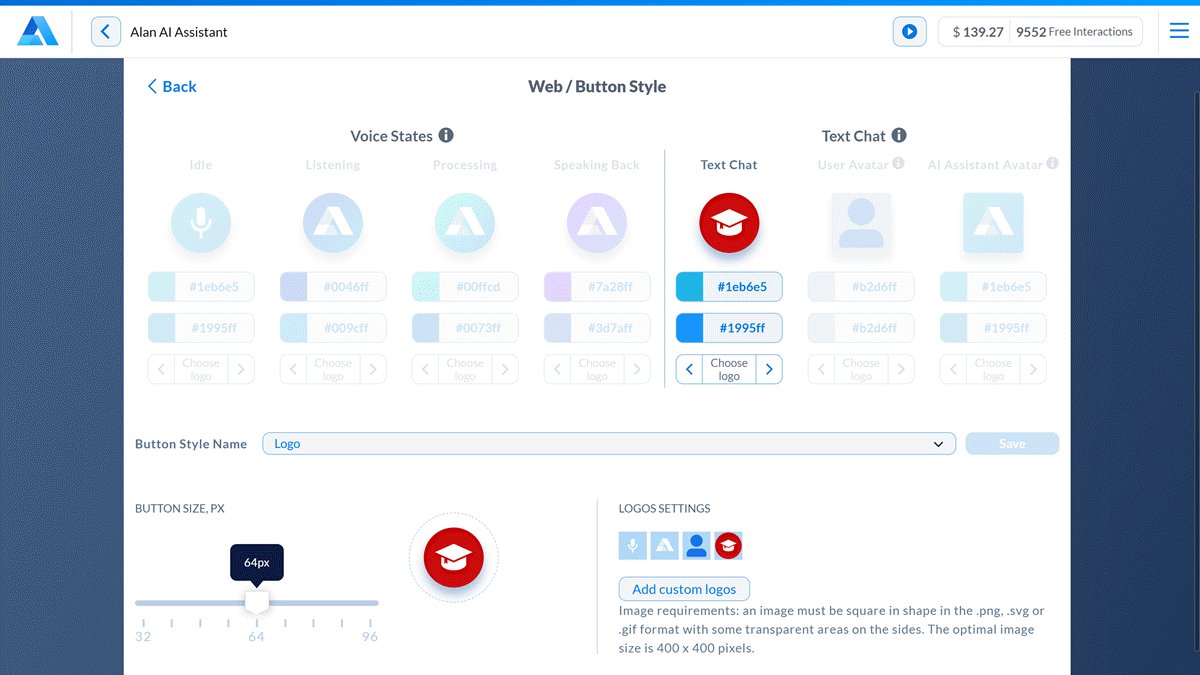 Alan AI Assistant
$ 139.27 9552 Free Interactions
Back
Web / Button Style
Voice States
Text Chat
Idle
Listening
Processing
Speaking Back
Text Chat
User Avatar
AI Assistant Avatar
#1eb6e5
#0046ff
#00ffcd
#7a28ff
#1eb6e5
#b2d6ff
#1eb6e5
#1995ff
#009cff
#0073ff
#3d7aff
#1995ff
#b2d6ff
#1995ff
Choose
logo
Choose
logo
Choose
logo
Choose
logo
Choose
logo
Choose
logo
Choose
logo
Button Style Name
Logo
Save
BUTTON SIZE, PX
64px
32
64
96
LOGOS SETTINGS
Add custom logos
Image requirements: an image must be square in shape in the .png, .svg or
.gif format with some transparent areas on the sides. The optimal image
size is 400 x 400 pixels.